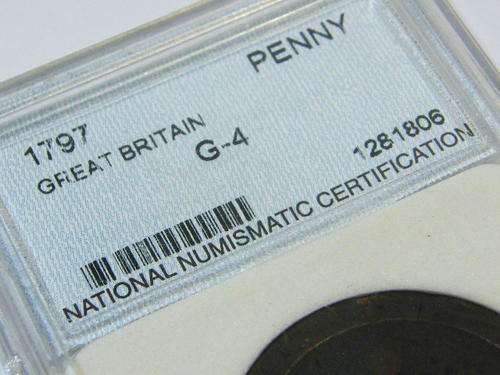 1797 PENNY
GREAT BRITAIN
G-4 1281806
NATIONAL NUMISMATIC CERTIFICATION